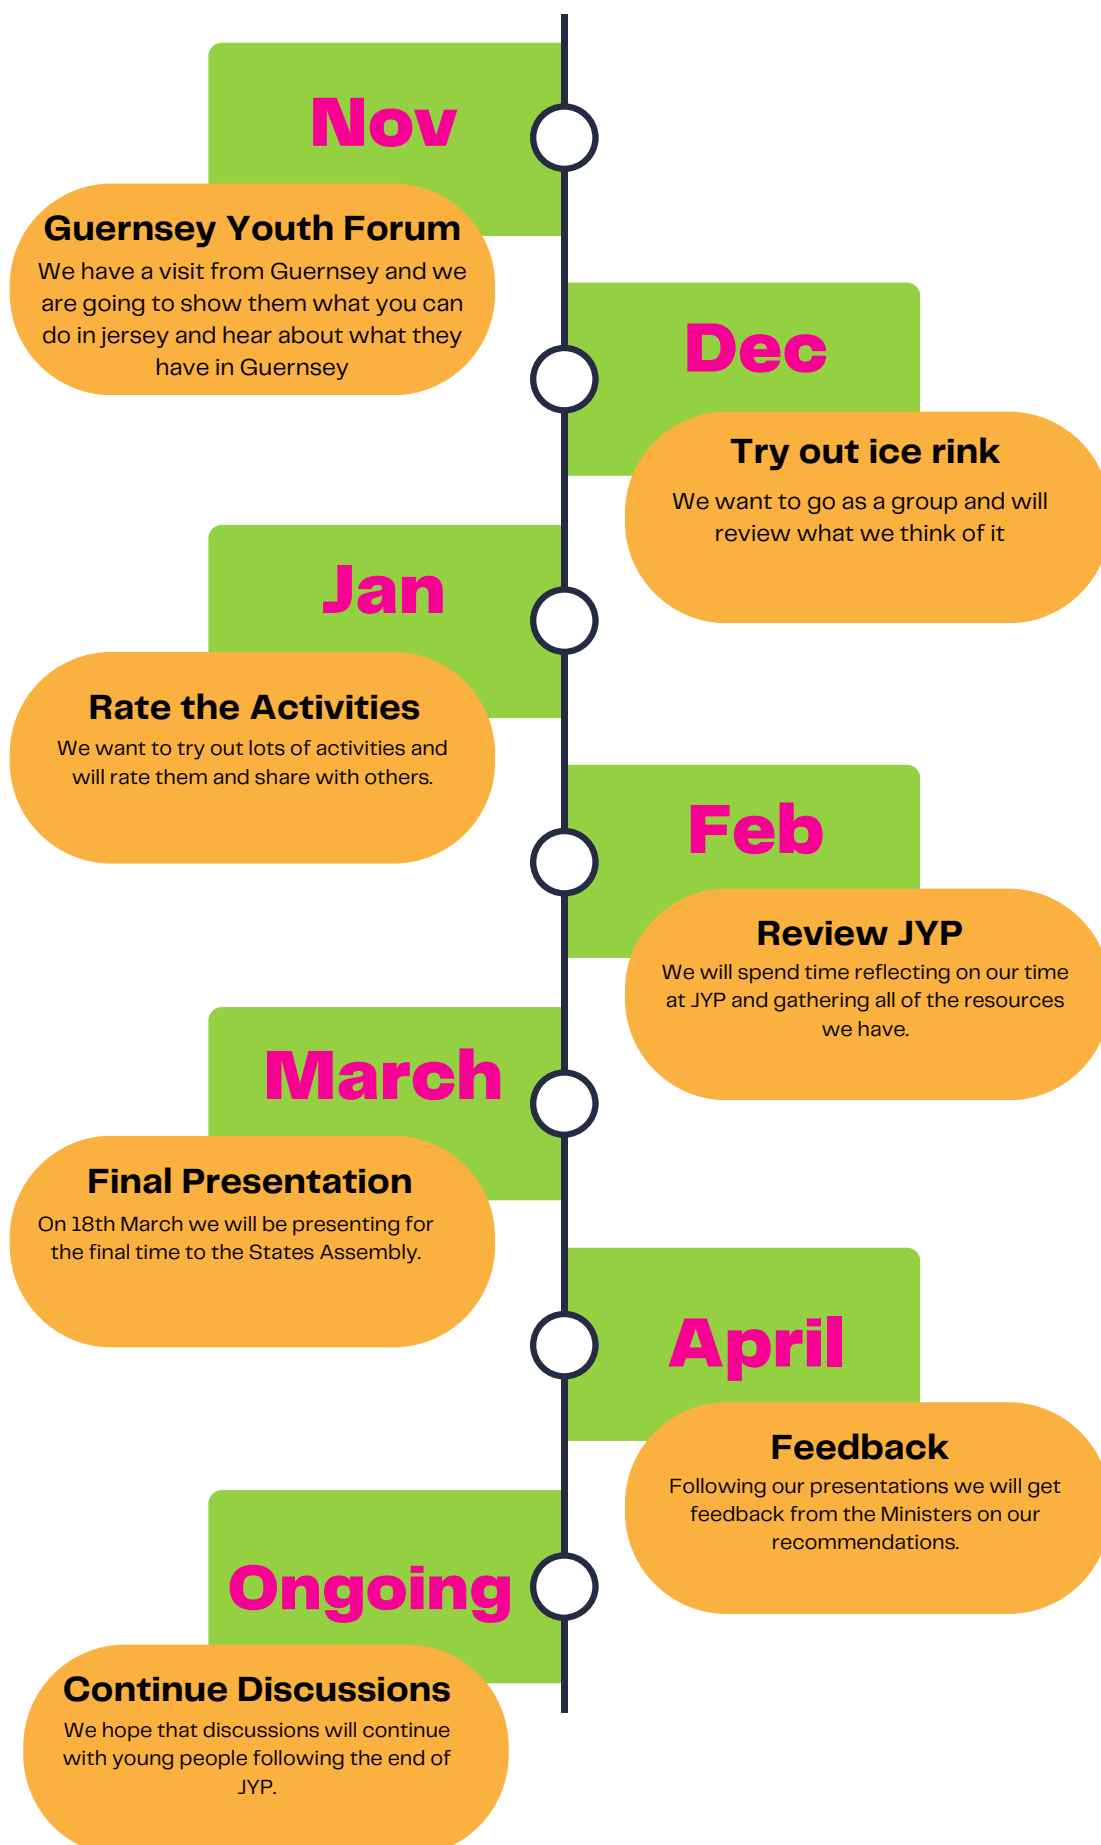 Nov
Guernsey Youth Forum
We have a visit from Guernsey and we
are going to show them what you can
do in jersey and hear about what they
have in Guernsey
Dec
Try out ice rink
We want to go as a group and will
review what we think of it
Jan
Rate the Activities
We want to try out lots of activities and
will rate them and share with others.
Feb
Review JYP
We will spend time reflecting on our time
at JYP and gathering all of the resources
we have.
March
Final Presentation
On 18th March we will be presenting for
the final time to the States Assembly.
April
Feedback
Following our presentations we will get
feedback from the Ministers on our
recommendations.
Ongoing
Continue Discussions
We hope that discussions will continue
with young people following the end of
JYP.